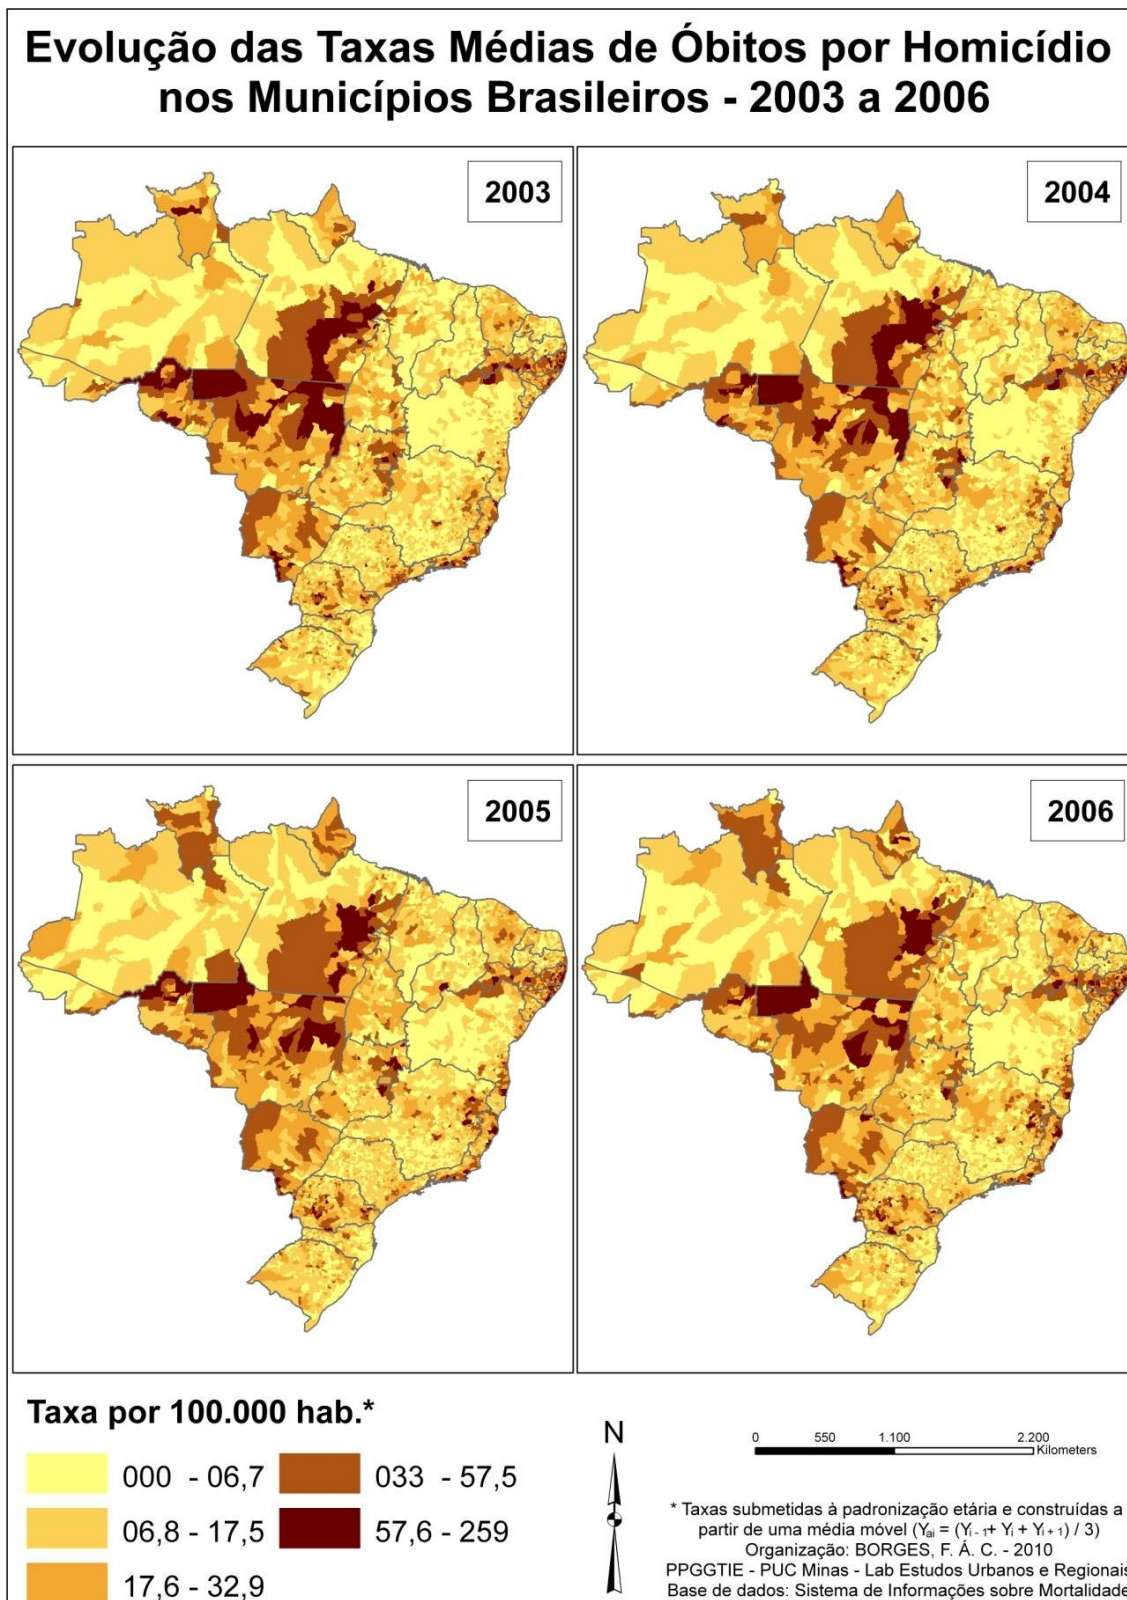 Evolução das Taxas Médias de Óbitos por Homicídio
nos Municípios Brasileiros - 2003 a 2006
2003
2004
2005
2006
Taxa por 100.000 hab.*
000 - 06,7
033 - 57,5
06,8 - 17,5
57,6 - 259
17,6 - 32,9
N
0 550 1.100 2.200
Kilometers
* Taxas submetidas à padronização etária e construídas a
partir de uma média móvel (Yai = (Yi - 1+ Yi + Yi + 1) / 3)
Organização: BORGES, F. Á. C. - 2010
PPGGTIE - PUC Minas - Lab Estudos Urbanos e Regionais
Base de dados: Sistema de Informações sobre Mortalidade